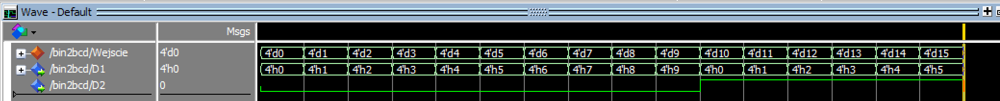 Wave - Default
Msgs
/bin2bcd/Wejscie 4'd0 4'd0 4'd1 4'd2 4'd3 4'd4 4'd5 4'd6 4'd7 4'd8 4'd9 4'd10 4'd11 4'd12 4'd13 4'd14 4'd15
/bin2bcd/D1 4'h0 4'h0 4'h1 4'h2 4'h3 4'h4 4'h5 4'h6 4'h7 4'h8 4'h9 4'h0 4'h1 4'h2 4'h3 4'h4 4'h5
/bin2bcd/D2 0